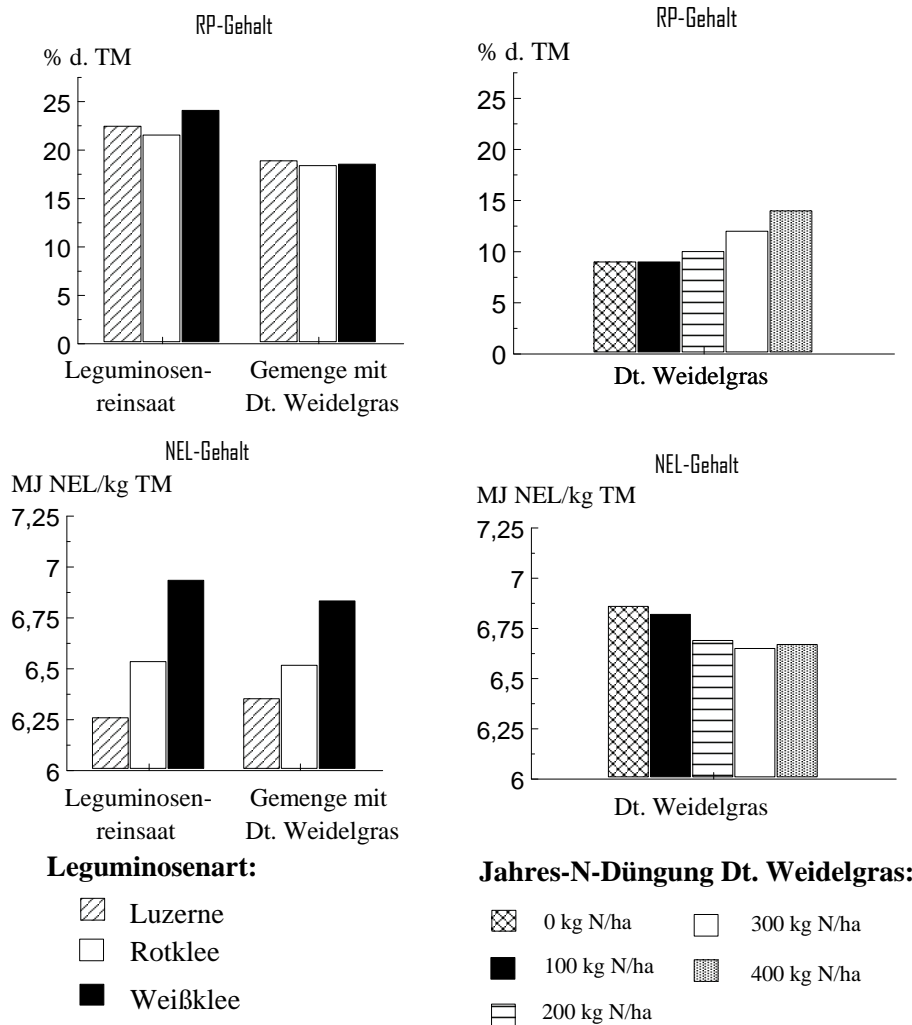 RP-Gehalt
% d. TM
25
20
15
10
5
0
Leguminosen-
reinsaat
Gemenge mit
Dt. Weidelgras
RP-Gehalt
% d. TM
25
20
15
10
5
0
Dt. Weidelgras
NEL-Gehalt
MJ NEL/kg TM
7,25
7
6,75
6,5
6,25
6
Leguminosen-
reinsaat
Gemenge mit
Dt. Weidelgras
NEL-Gehalt
MJ NEL/kg TM
7,25
7
6,75
6,5
6,25
6
Dt. Weidelgras
Leguminosenart:
Luzerne
Rotklee
Weißklee
Jahres-N-Düngung Dt. Weidelgras:
0 kg N/ha
100 kg N/ha
200 kg N/ha
300 kg N/ha
400 kg N/ha